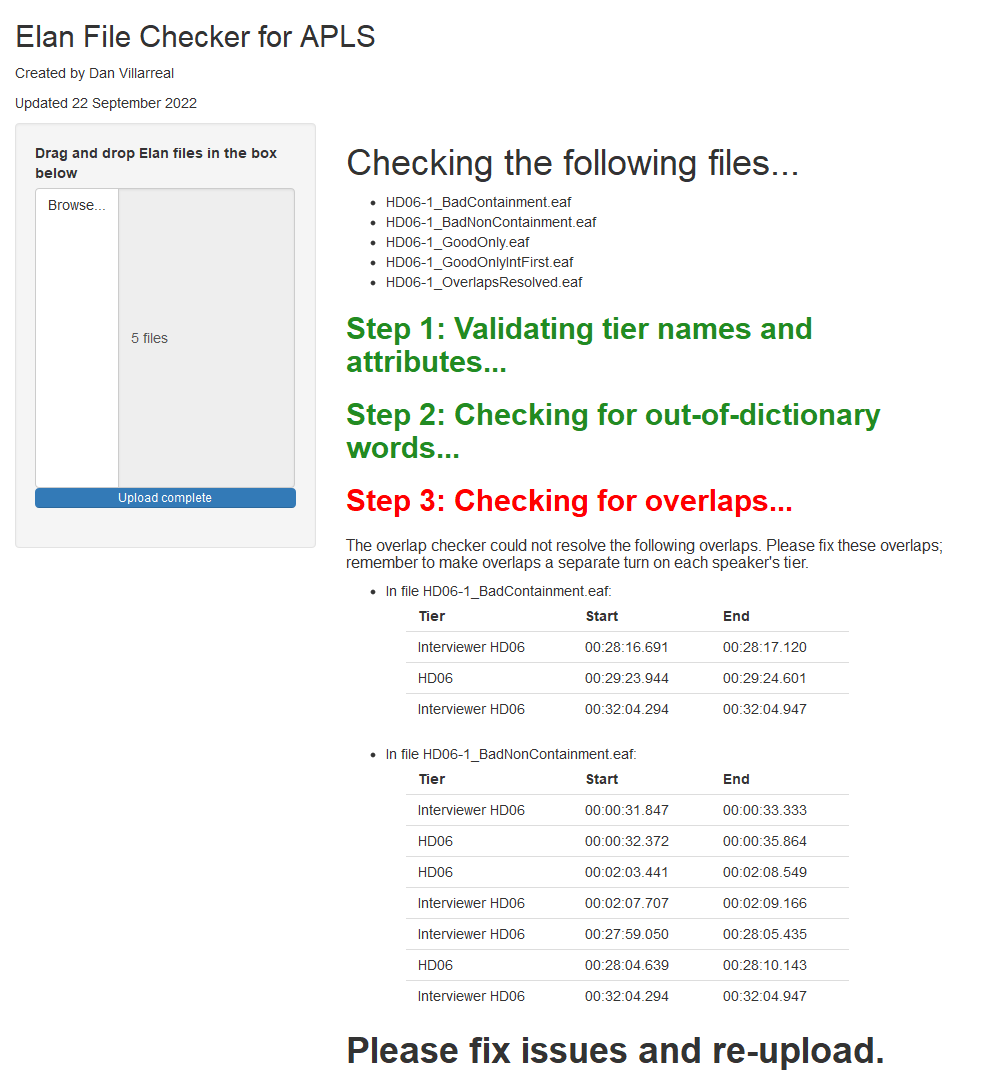 Elan File Checker for APLS
Created by Dan Villarreal
Updated 22 September 2022
Drag and drop Elan files in the box
below
Browse...
5 files
Upload complete
Checking the following files...
HD06-1_BadContainment.eaf
HD06-1_BadNonContainment.eaf
HD06-1_GoodOnly.eaf
HD06-1_GoodOnlyIntFirst.eaf
HD06-1_OverlapsResolved.eaf
Step 1: Validating tier names and
attributes...
Step 2: Checking for out-of-dictionary
words...
Step 3: Checking for overlaps...
The overlap checker could not resolve the following overlaps. Please fix these overlaps;
remember to make overlaps a separate turn on each speaker's tier.
In file HD06-1_BadContainment.eaf:
Tier Start End
Interviewer HD06 00:28:16.691 00:28:17.120
HD06 00:29:23.944 00:29:24.601
Interviewer HD06 00:32:04.294 00:32:04.947
In file HD06-1_BadNonContainment.eaf:
Tier Start End
Interviewer HD06 00:00:31.847 00:00:33.333
HD06 00:00:32.372 00:00:35.864
HD06 00:02:03.441 00:02:08.549
Interviewer HD06 00:02:07.707 00:02:09.166
Interviewer HD06 00:27:59.050 00:28:05.435
HD06 00:28:04.639 00:28:10.143
Interviewer HD06 00:32:04.294 00:32:04.947
Please fix issues and re-upload.